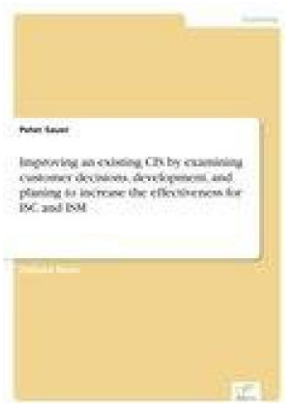 Peter Sauer
Improving an existing CIS by examining
customer decisions, development, and
planing to increase the effectiveness for
ISC and ISM